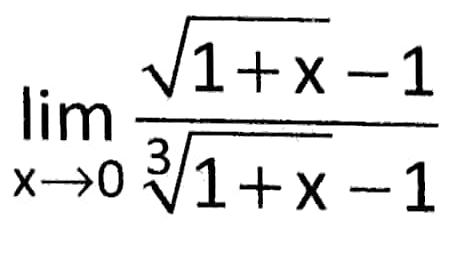 lim x→0 (√(1+x) − 1) / (∛(1+x) − 1)